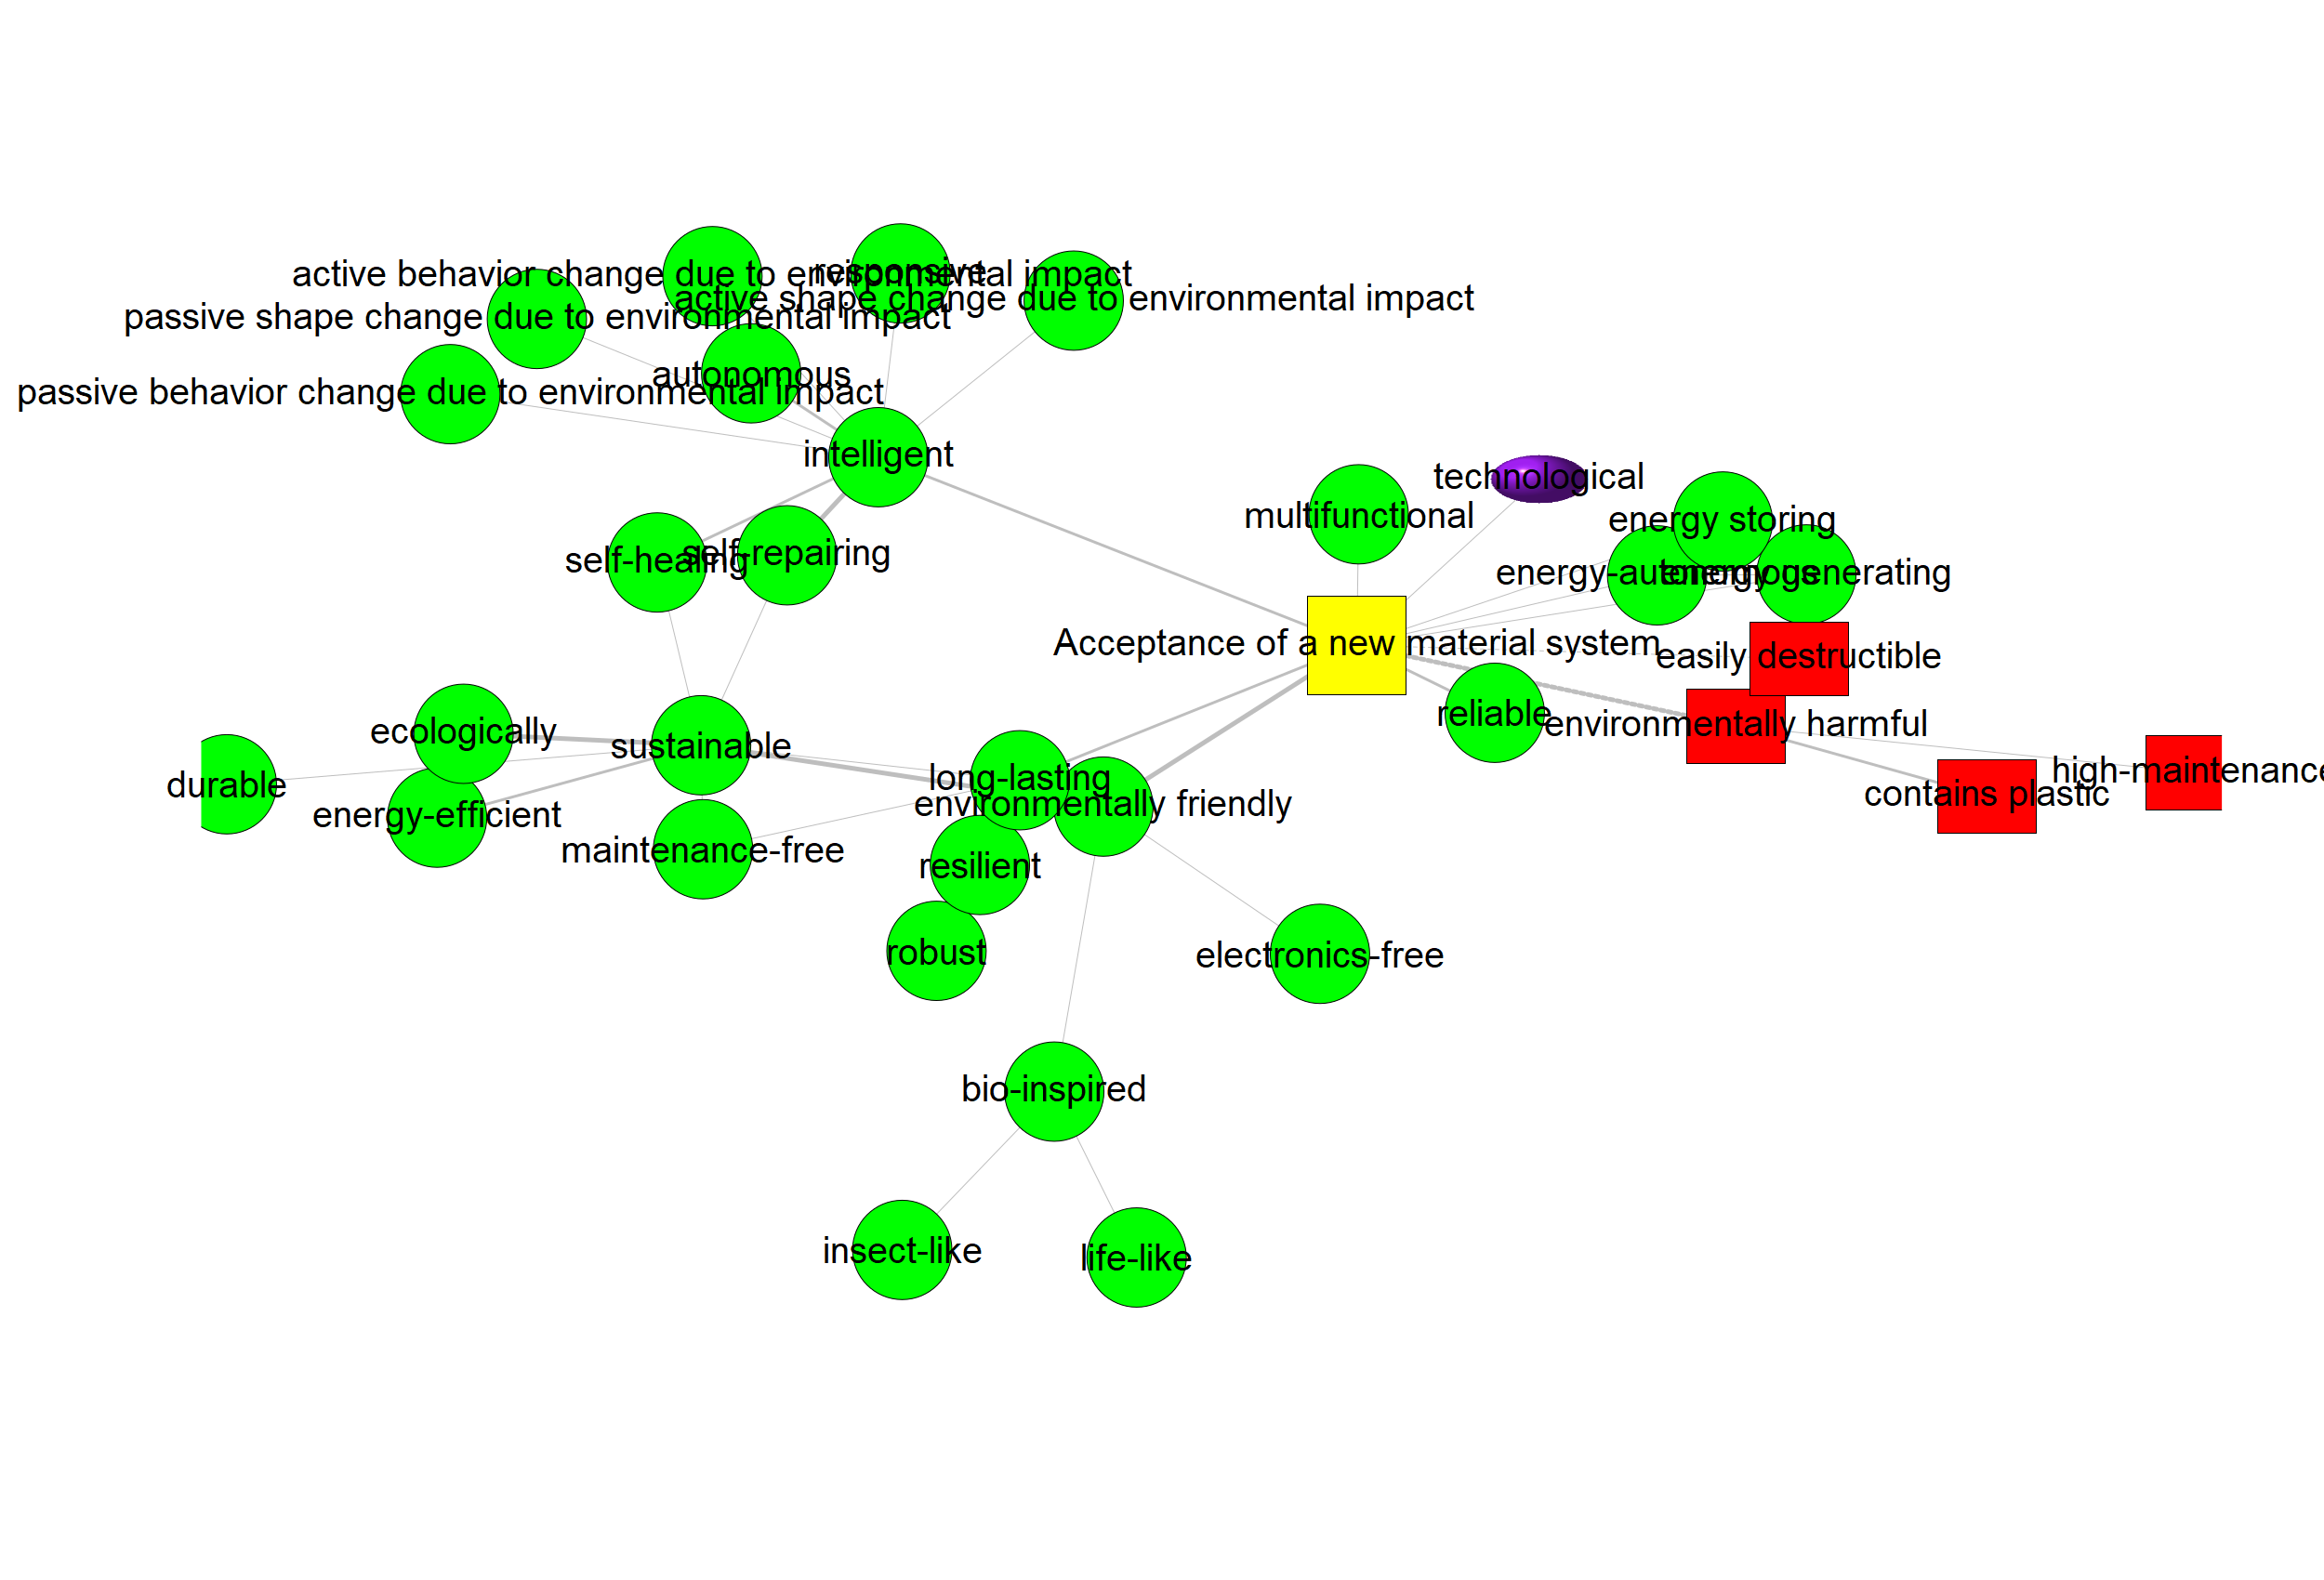 responsive
active behavior change due to environmental impact
active shape change due to environmental impact
passive shape change due to environmental impact
autonomous
passive behavior change due to environmental impact
intelligent
technological
multifunctional
energy storing
self-repairing
self-healing
energy-autonomous
energy generating
Acceptance of a new material system
easily destructible
reliable
environmentally harmful
ecologically
sustainable
high-maintenance
long-lasting
durable
contains plastic
environmentally friendly
energy-efficient
maintenance-free
resilient
robust
electronics-free
bio-inspired
insect-like
life-like